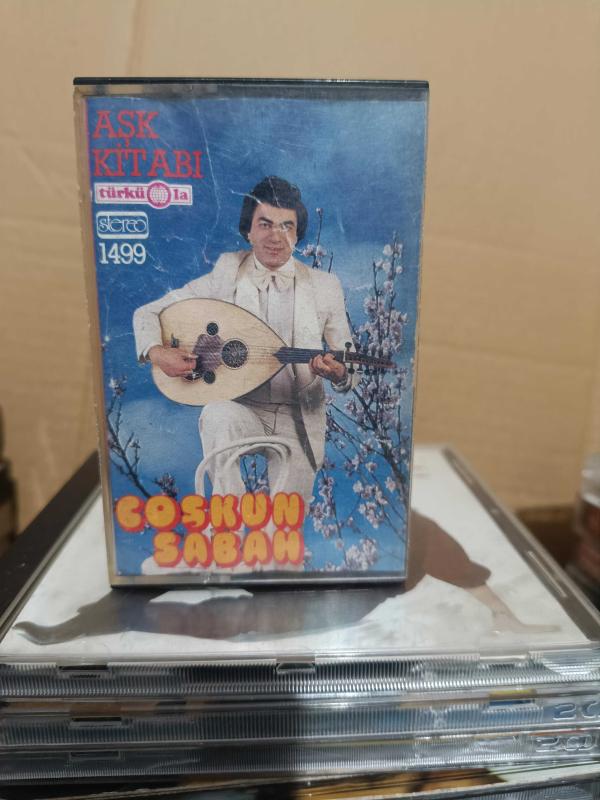 AŞK
KİTABI
türküola
stereo
1499
COŞKUN
SABAH